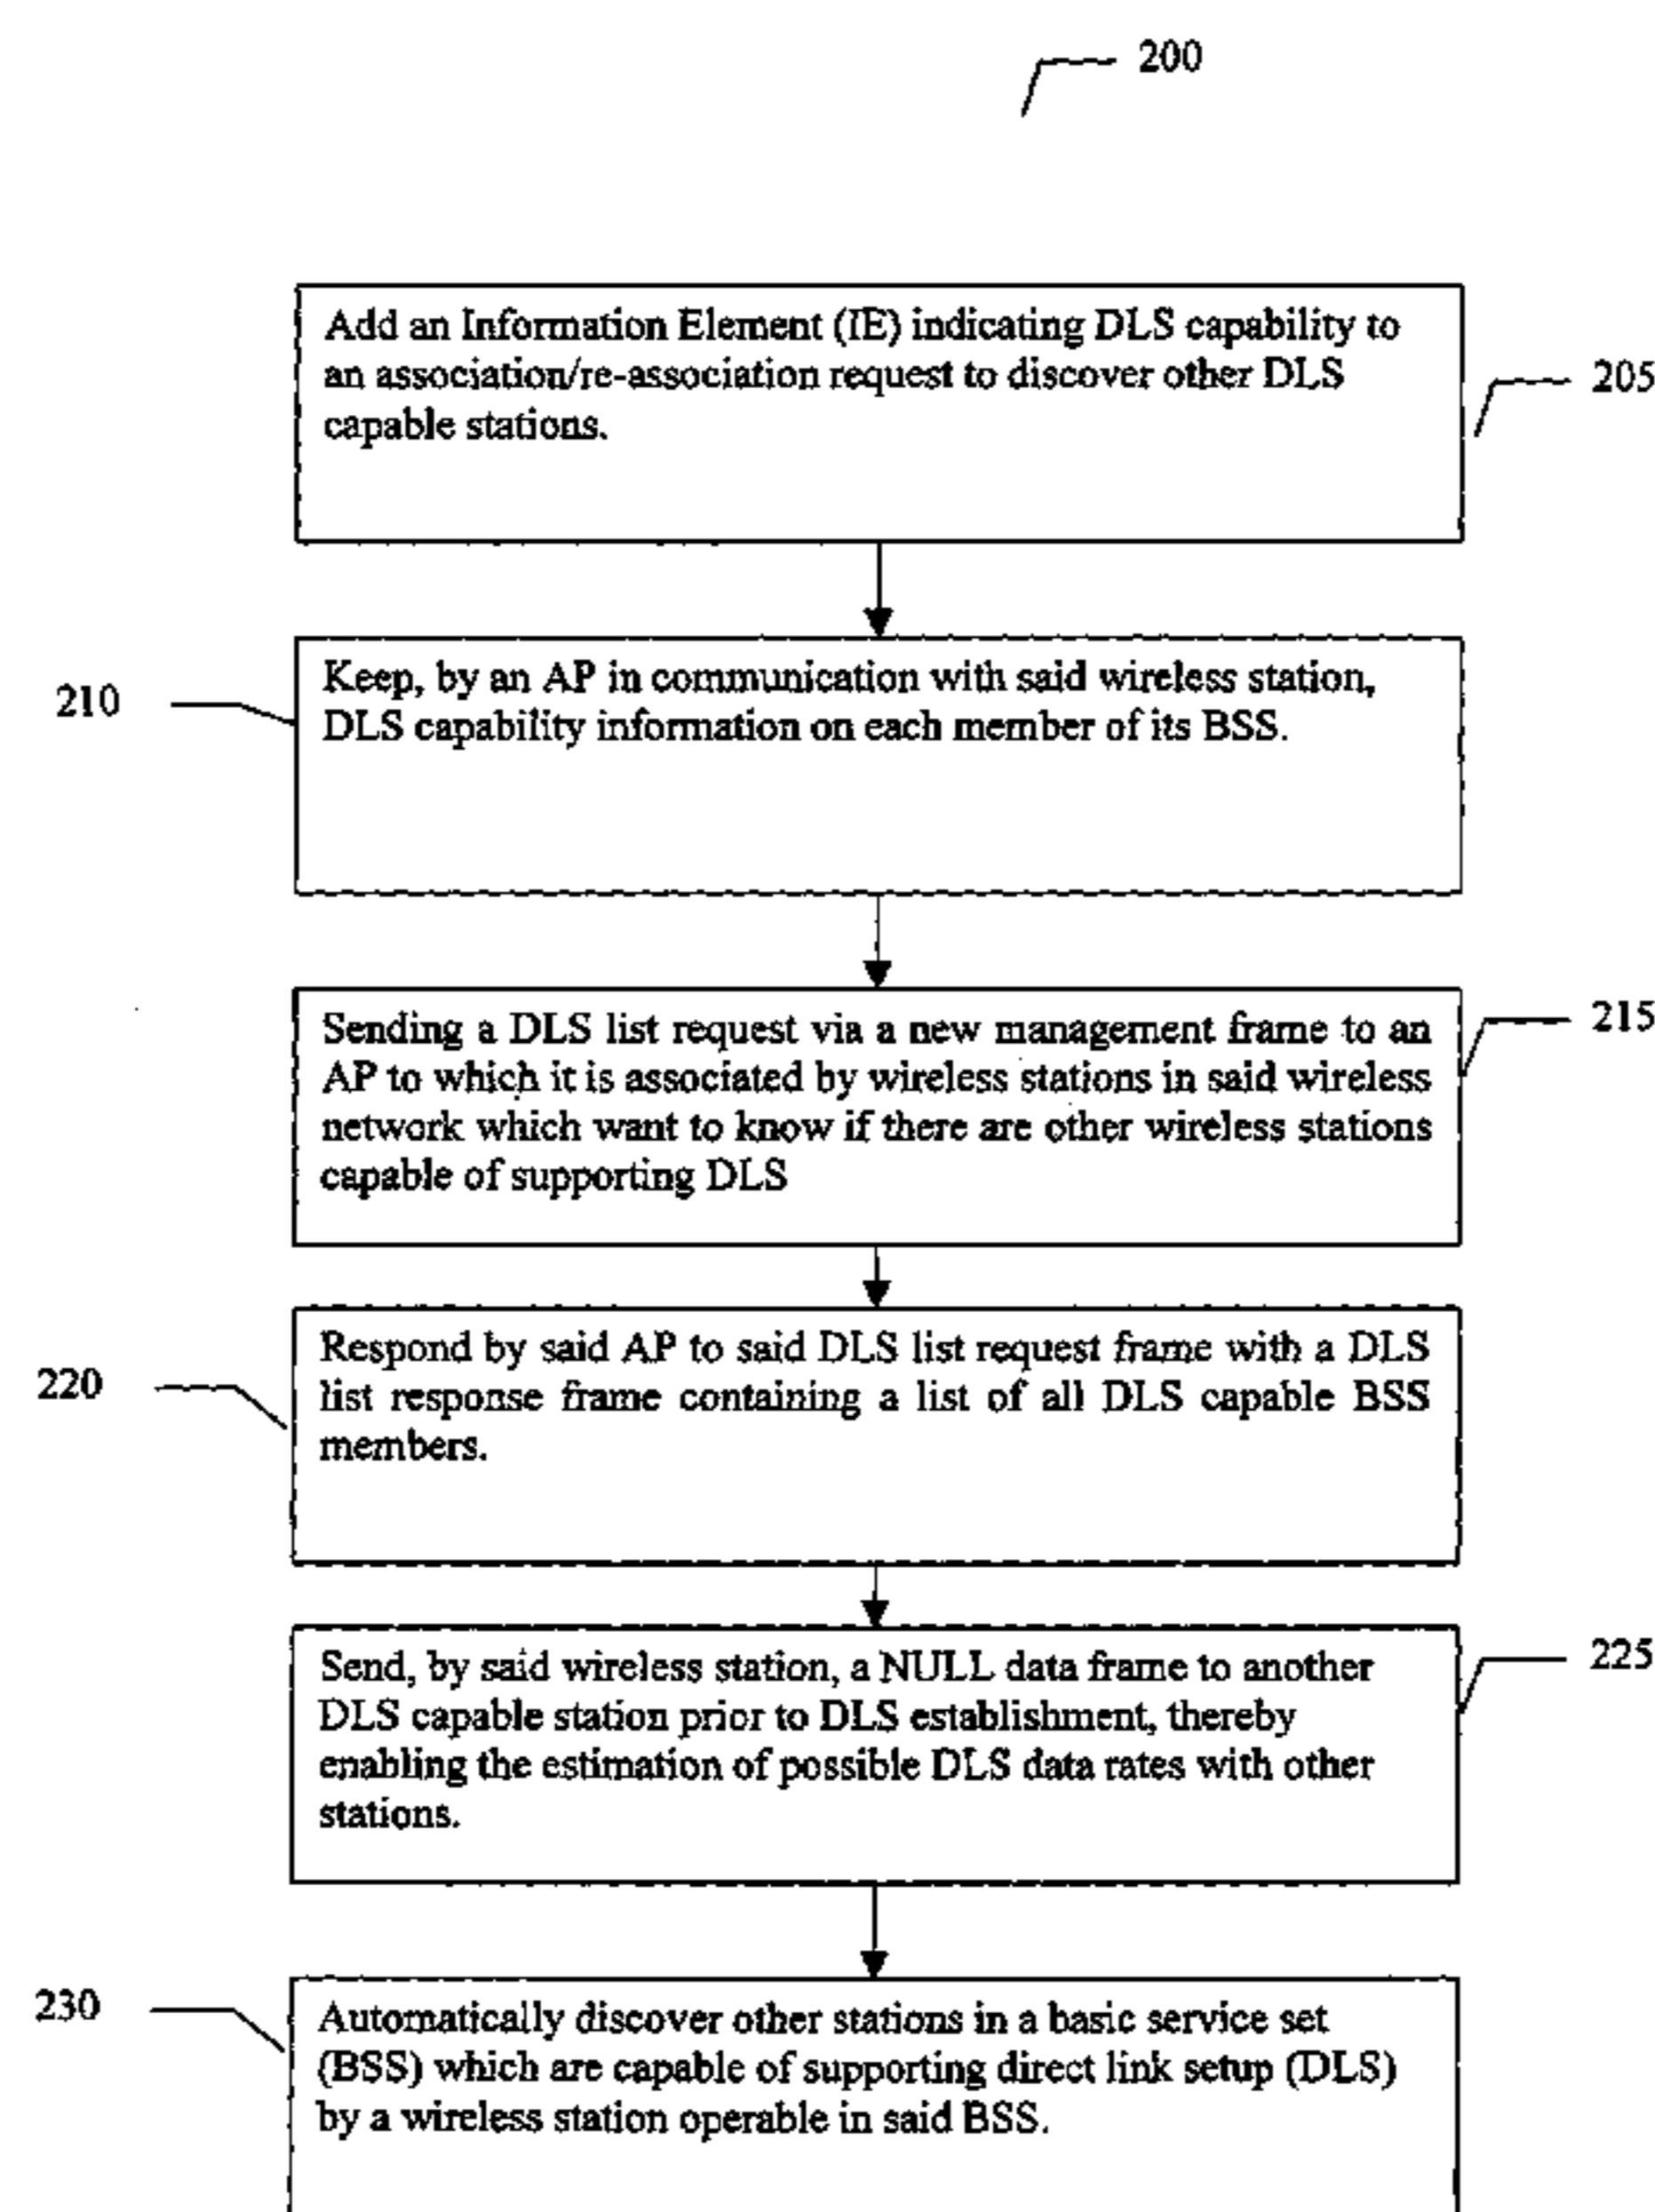 200
Add an Information Element (IE) indicating DLS capability to
an association/re-association request to discover other DLS
capable stations.
205
210
Keep, by an AP in communication with said wireless station,
DLS capability information on each member of its BSS.
Sending a DLS list request via a new management frame to an
AP to which it is associated by wireless stations in said wireless
network which want to know if there are other wireless stations
capable of supporting DLS
215
220
Respond by said AP to said DLS list request frame with a DLS
list response frame containing a list of all DLS capable BSS
members.
Send, by said wireless station, a NULL data frame to another
DLS capable station prior to DLS establishment, thereby
enabling the estimation of possible DLS data rates with other
stations.
225
230
Automatically discover other stations in a basic service set
(BSS) which are capable of supporting direct link setup (DLS)
by a wireless station operable in said BSS.